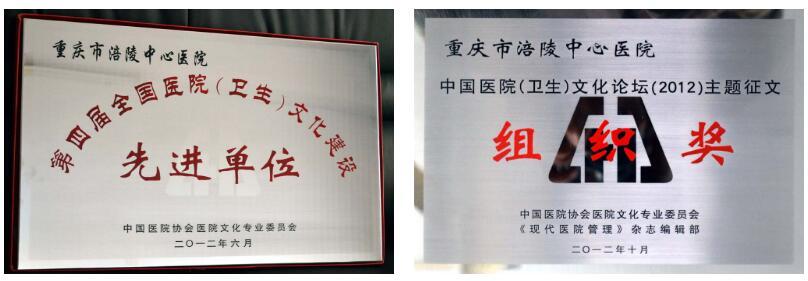 重庆市涪陵中心医院
第四届全国医院(卫生)文化建设
先进单位
中国医院协会医院文化专业委员会
二〇一二年六月
重庆市涪陵中心医院
中国医院(卫生)文化论坛(2012)主题征文
组织奖
中国医院协会医院文化专业委员会
《现代医院管理》杂志编辑部
二〇一二年十月